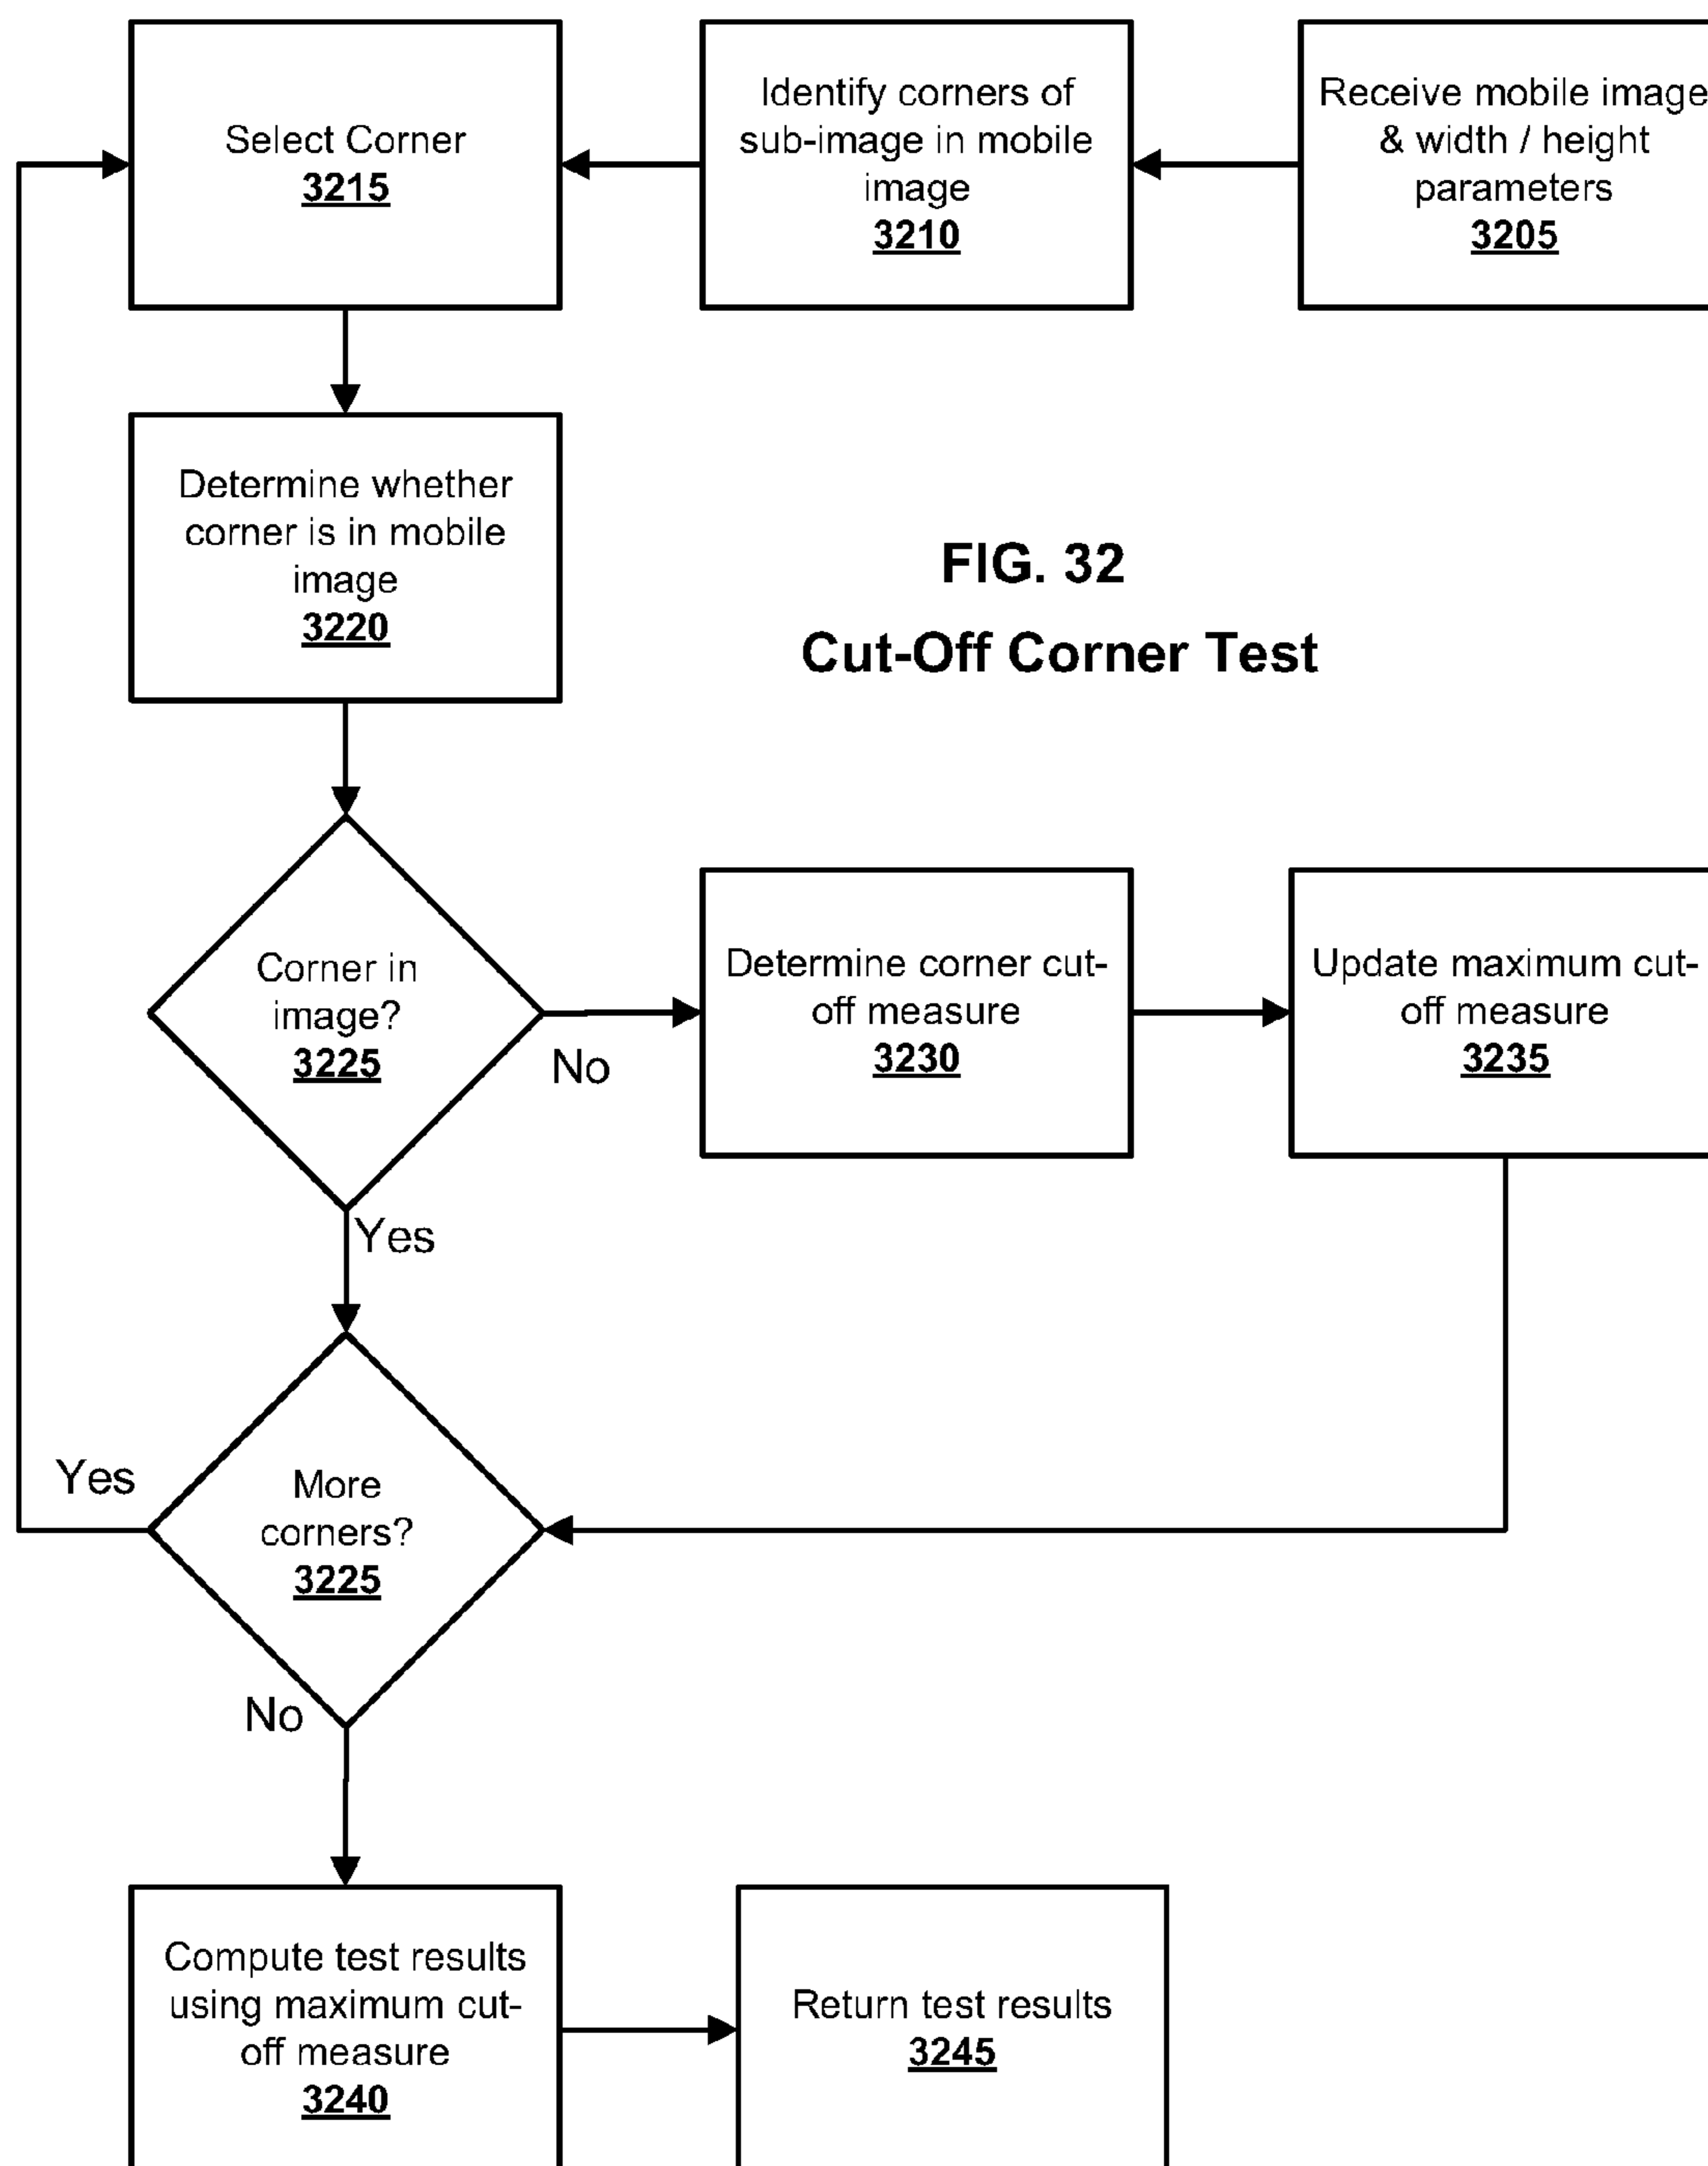 Receive mobile image
& width / height
parameters
3205
Identify corners of
sub-image in mobile
image
3210
Select Corner
3215
Determine whether
corner is in mobile
image
3220
FIG. 32
Cut-Off Corner Test
Corner in
image?
3225
No
Yes
Determine corner cut-
off measure
3230
Update maximum cut-
off measure
3235
More
corners?
3225
Yes
No
Compute test results
using maximum cut-
off measure
3240
Return test results
3245